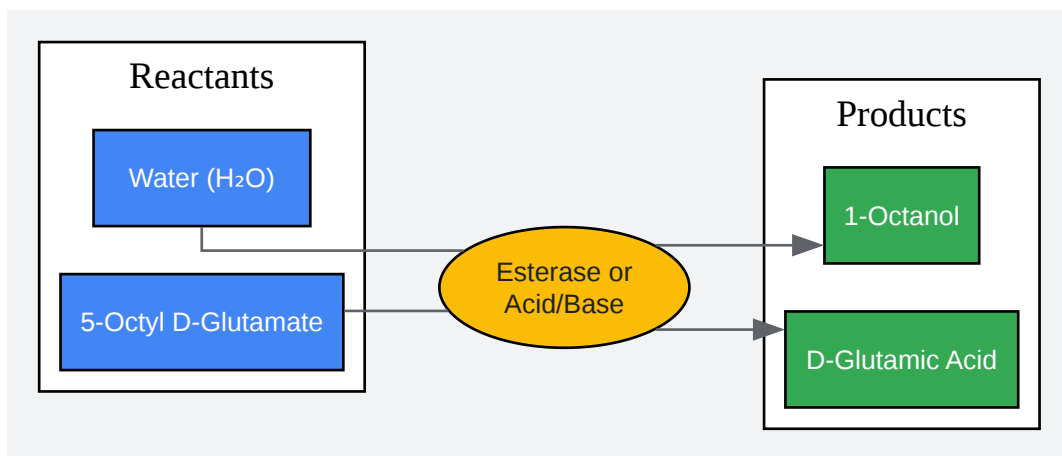 Reactants
Water (H₂O)
5-Octyl D-Glutamate
Esterase or
Acid/Base
Products
1-Octanol
D-Glutamic Acid